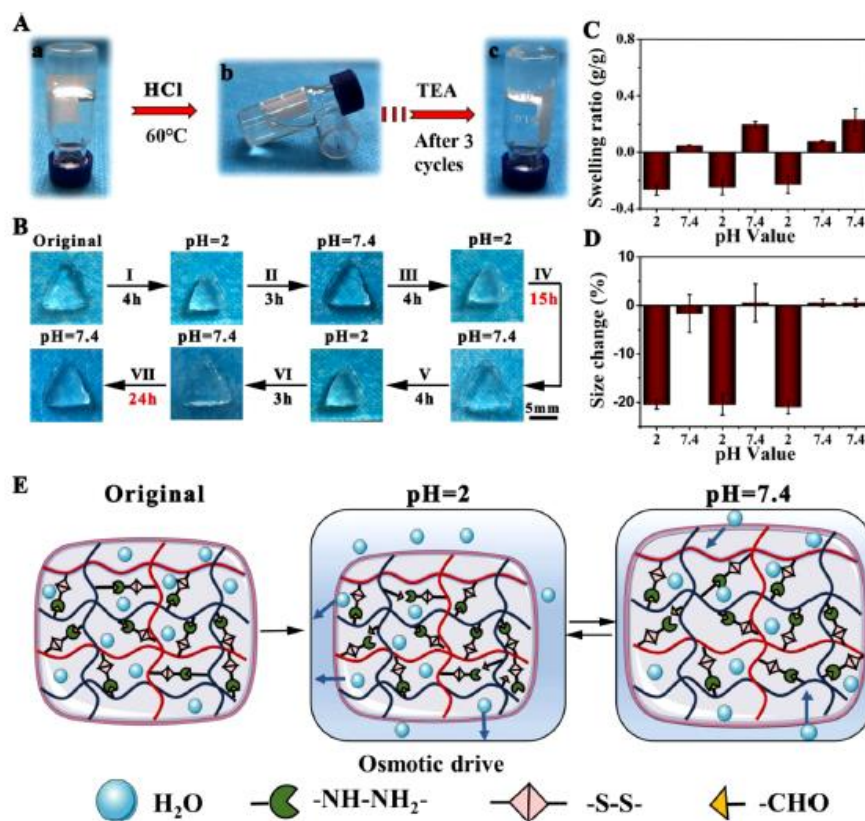 A
a
HCl
60℃
b
TEA
After 3
cycles
c
C
Swelling ratio (g/g)
0.8
0.4
0.0
-0.4
2 7.4 2 7.4 2 7.4 7.4
pH Value
B
Original
pH=2
pH=7.4
pH=2
I
4h
II
3h
III
4h
IV
15h
pH=7.4
pH=7.4
pH=2
pH=7.4
VII
24h
VI
3h
V
4h
5mm
D
Size change (%)
10
0
-10
-20
2 7.4 2 7.4 2 7.4 7.4
pH Value
E
Original
pH=2
pH=7.4
Osmotic drive
H₂O
-NH-NH₂-
-S-S-
-CHO